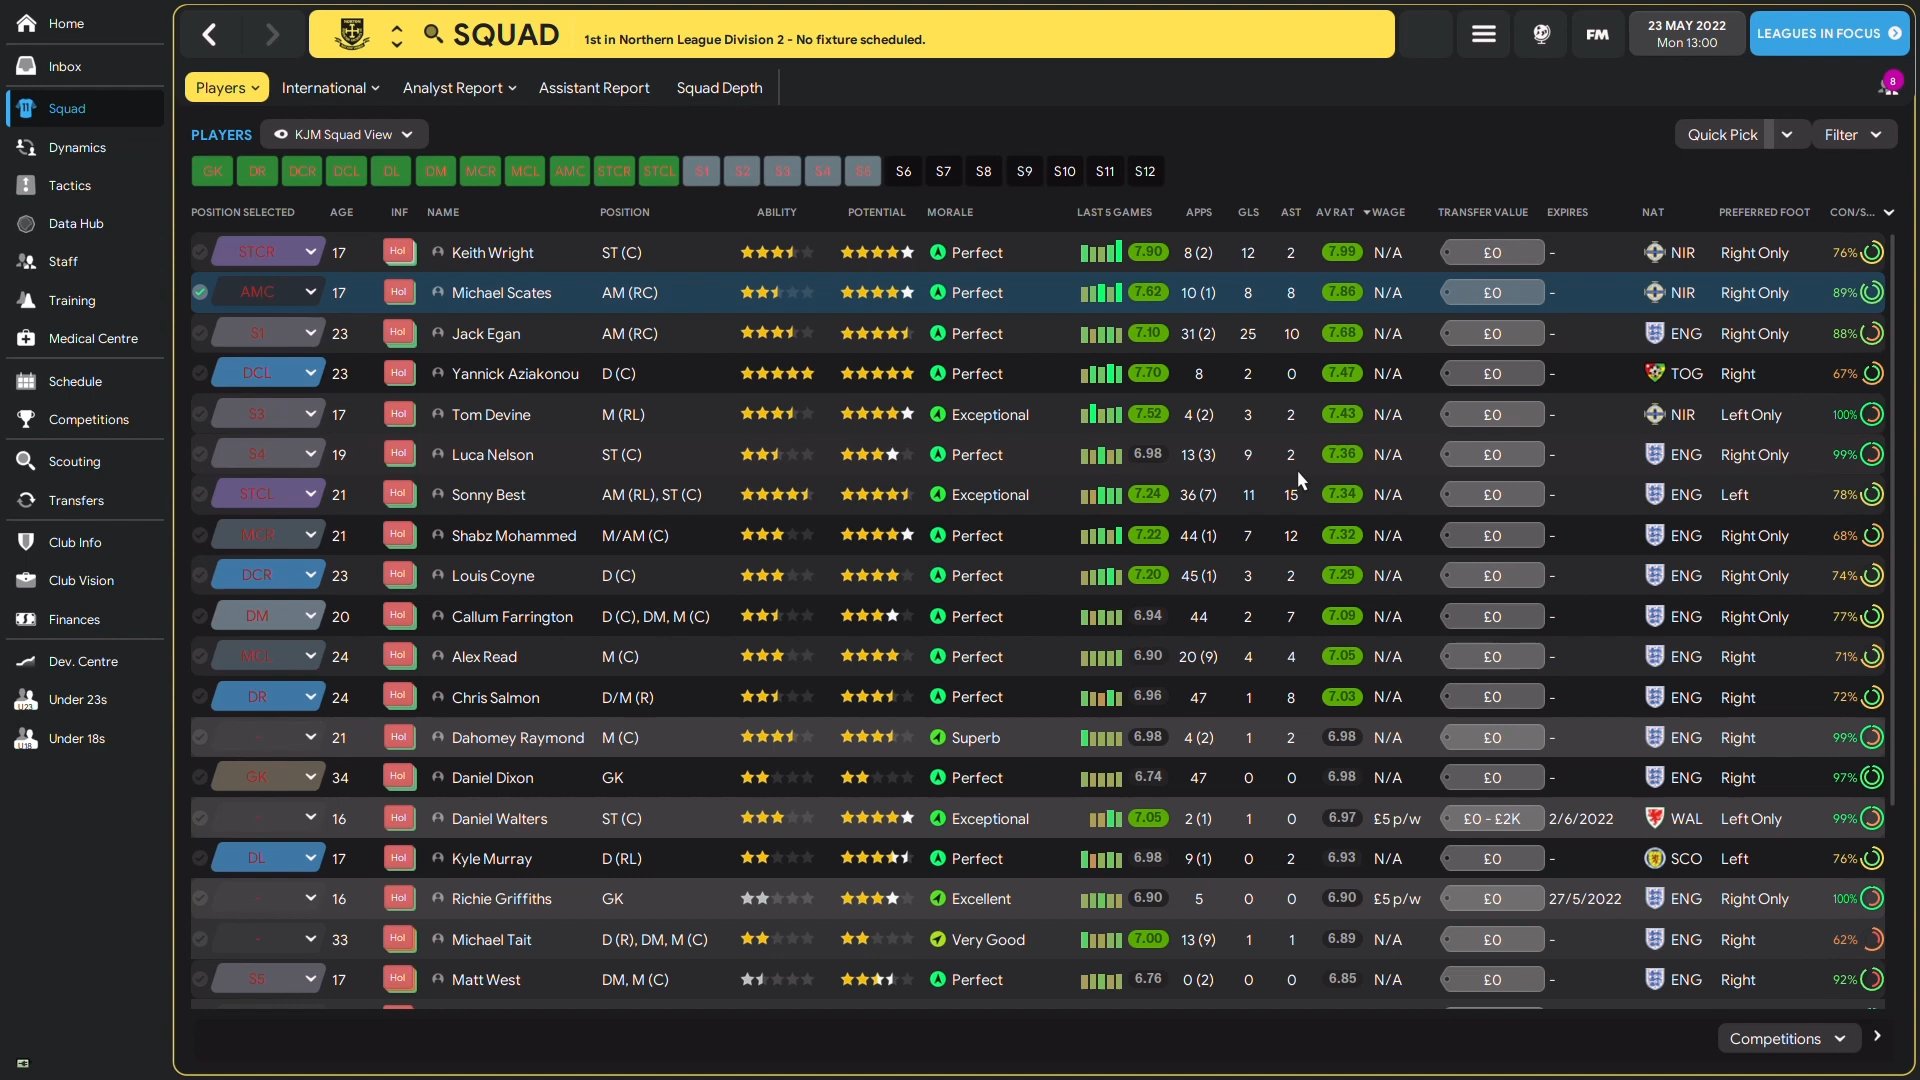 Home
Inbox
Squad
Dynamics
Tactics
Data Hub
Staff
Training
Medical Centre
Schedule
Competitions
Scouting
Transfers
Club Info
Club Vision
Finances
Dev. Centre
Under 23s
Under 18s
SQUAD 1st in Northern League Division 2 - No fixture scheduled.
FM
23 MAY 2022
Mon 13:00
LEAGUES IN FOCUS
Players International Analyst Report Assistant Report Squad Depth
8
PLAYERS KJM Squad View Quick Pick Filter
GK DR DCR DCL DL DM MCR MCL AMC STCR STCL S1 S2 S3 S4 S5 S6 S7 S8 S9 S10 S11 S12
POSITION SELECTED AGE INF NAME POSITION ABILITY POTENTIAL MORALE LAST 5 GAMES APPS GLS AST AV RAT WAGE TRANSFER VALUE EXPIRES NAT PREFERRED FOOT CON/S...
STCR 17 Hol Keith Wright ST (C) Perfect 7.90 8 (2) 12 2 7.99 N/A £0 - NIR Right Only 76%
AMC 17 Hol Michael Scates AM (RC) Perfect 7.62 10 (1) 8 8 7.86 N/A £0 - NIR Right Only 89%
S1 23 Hol Jack Egan AM (RC) Perfect 7.10 31 (2) 25 10 7.68 N/A £0 - ENG Right Only 88%
DCL 23 Hol Yannick Aziakonou D (C) Perfect 7.70 8 2 0 7.47 N/A £0 - TOG Right 67%
S3 17 Hol Tom Devine M (RL) Exceptional 7.52 4 (2) 3 2 7.43 N/A £0 - NIR Left Only 100%
S4 19 Hol Luca Nelson ST (C) Perfect 6.98 13 (3) 9 2 7.36 N/A £0 - ENG Right Only 99%
STCL 21 Hol Sonny Best AM (RL), ST (C) Exceptional 7.24 36 (7) 11 15 7.34 N/A £0 - ENG Left 78%
MCR 21 Hol Shabz Mohammed M/AM (C) Perfect 7.22 44 (1) 7 12 7.32 N/A £0 - ENG Right Only 68%
DCR 23 Hol Louis Coyne D (C) Perfect 7.20 45 (1) 3 2 7.29 N/A £0 - ENG Right Only 74%
DM 20 Hol Callum Farrington D (C), DM, M (C) Perfect 6.94 44 2 7 7.09 N/A £0 - ENG Right Only 77%
MCL 24 Hol Alex Read M (C) Perfect 6.90 20 (9) 4 4 7.05 N/A £0 - ENG Right 71%
DR 24 Hol Chris Salmon D/M (R) Perfect 6.96 47 1 8 7.03 N/A £0 - ENG Right 72%
- 21 Hol Dahomey Raymond M (C) Superb 6.98 4 (2) 1 2 6.98 N/A £0 - ENG Right 99%
GK 34 Hol Daniel Dixon GK Perfect 6.74 47 0 0 6.98 N/A £0 - ENG Right 97%
- 16 Hol Daniel Walters ST (C) Exceptional 7.05 2 (1) 1 0 6.97 £5 p/w £0 - £2K 2/6/2022 WAL Left Only 99%
DL 17 Hol Kyle Murray D (RL) Perfect 6.98 9 (1) 0 2 6.93 N/A £0 - SCO Left 76%
- 16 Hol Richie Griffiths GK Excellent 6.90 5 0 0 6.90 £5 p/w £0 27/5/2022 ENG Right Only 100%
- 33 Hol Michael Tait D (R), DM, M (C) Very Good 7.00 13 (9) 1 1 6.89 N/A £0 - ENG Right 62%
S5 17 Hol Matt West DM, M (C) Perfect 6.76 0 (2) 0 0 6.85 N/A £0 - ENG Right 92%
Competitions